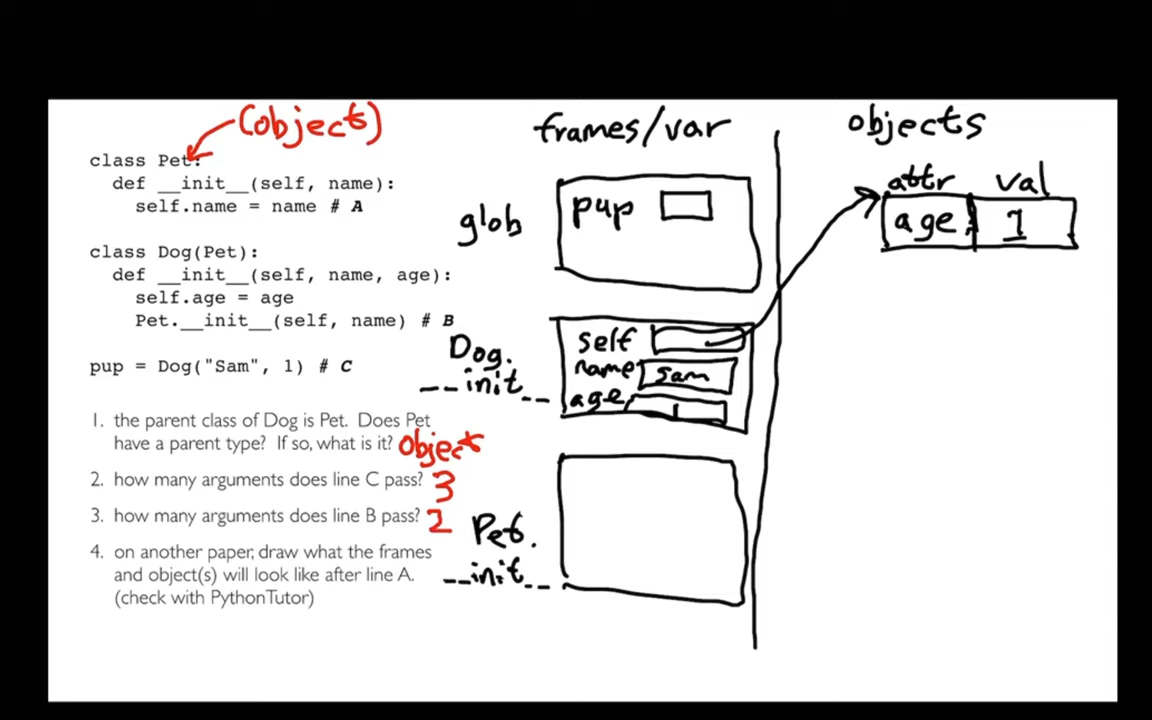 (object)
class Pet:
def __init__(self, name):
self.name = name # A
class Dog(Pet):
def __init__(self, name, age):
self.age = age
Pet.__init__(self, name) # B
pup = Dog("Sam", 1) # C
1. the parent class of Dog is Pet. Does Pet
have a parent type? If so, what is it? object
2. how many arguments does line C pass? 3
3. how many arguments does line B pass? 2
4. on another paper, draw what the frames
and object(s) will look like after line A.
(check with PythonTutor)
frames/var
glob
pup
Dog.
__init__
self
name sam
age
Pet.
__init__
objects
attr val
age 1